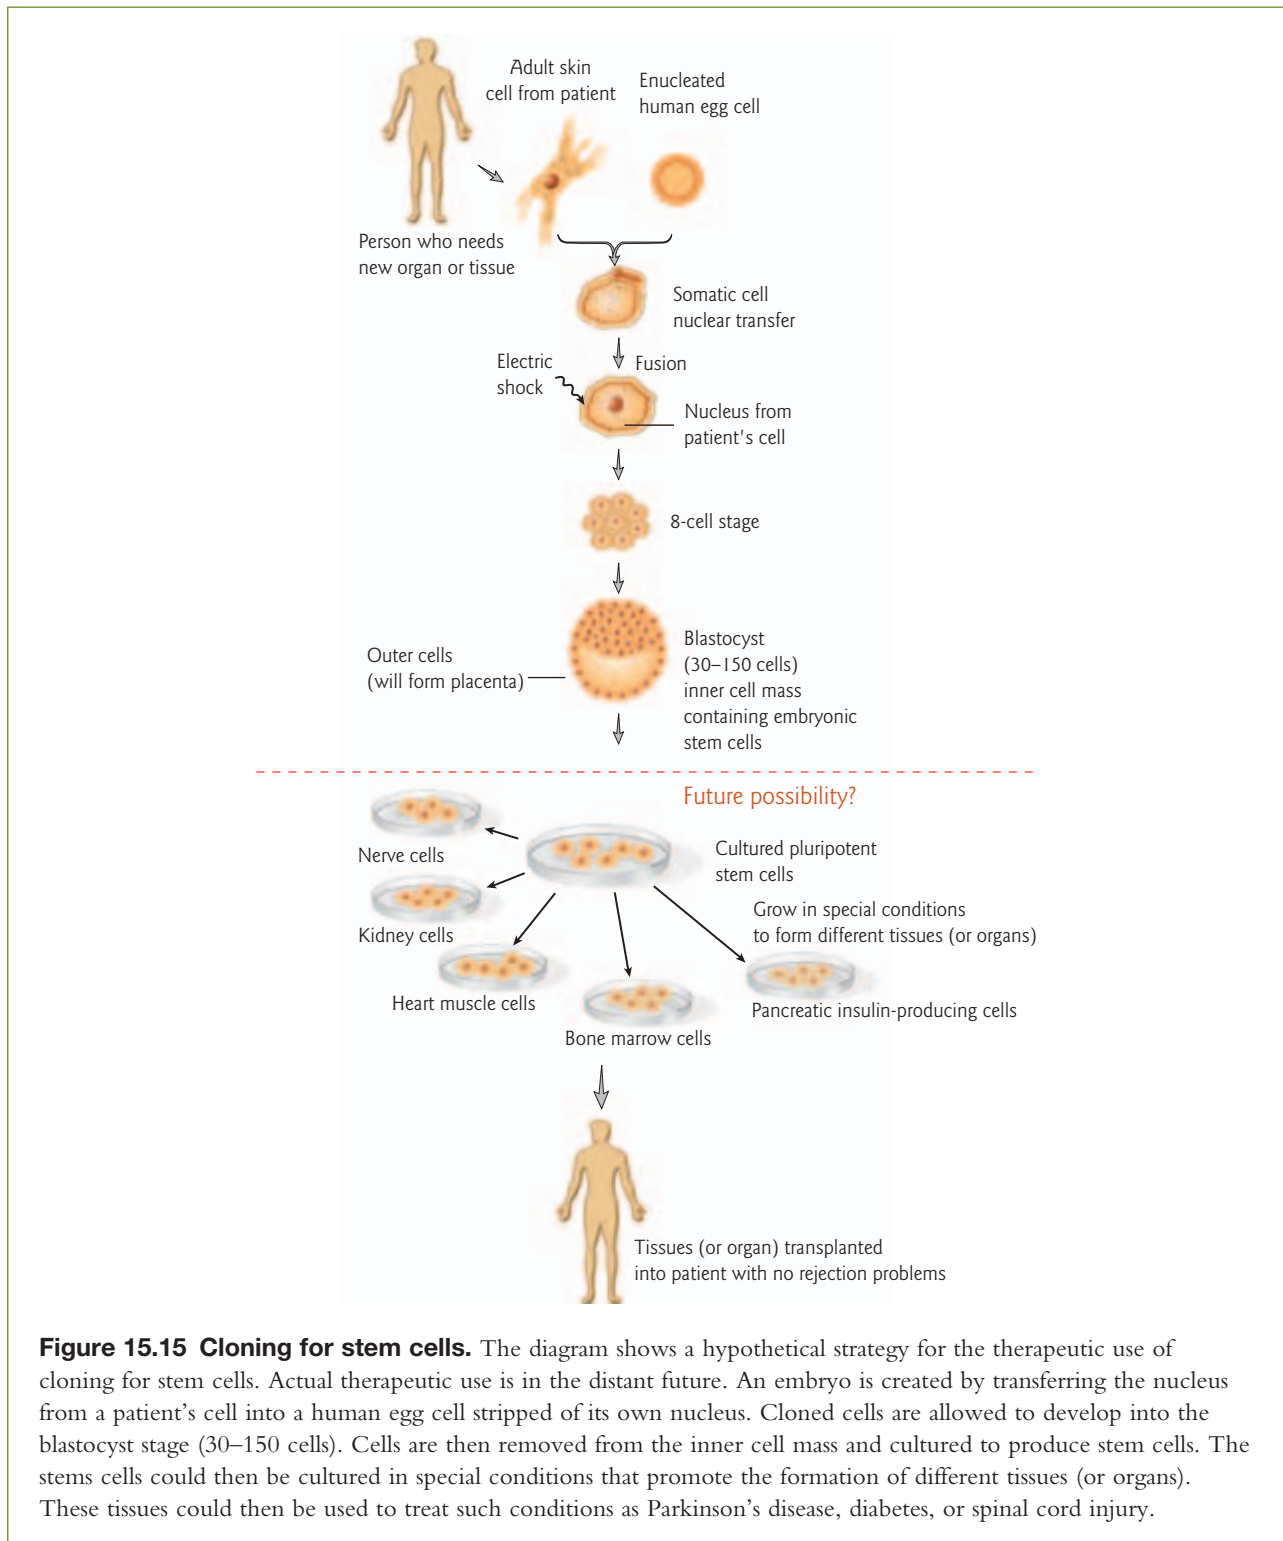 Adult skin
cell from patient
Enucleated
human egg cell
Person who needs
new organ or tissue
Somatic cell
nuclear transfer
Electric
shock
Fusion
Nucleus from
patient's cell
8-cell stage
Outer cells
(will form placenta)
Blastocyst
(30–150 cells)
inner cell mass
containing embryonic
stem cells
Future possibility?
Nerve cells
Cultured pluripotent
stem cells
Kidney cells
Grow in special conditions
to form different tissues (or organs)
Heart muscle cells
Pancreatic insulin-producing cells
Bone marrow cells
Tissues (or organ) transplanted
into patient with no rejection problems
Figure 15.15 Cloning for stem cells. The diagram shows a hypothetical strategy for the therapeutic use of
cloning for stem cells. Actual therapeutic use is in the distant future. An embryo is created by transferring the nucleus
from a patient's cell into a human egg cell stripped of its own nucleus. Cloned cells are allowed to develop into the
blastocyst stage (30–150 cells). Cells are then removed from the inner cell mass and cultured to produce stem cells. The
stems cells could then be cultured in special conditions that promote the formation of different tissues (or organs).
These tissues could then be used to treat such conditions as Parkinson's disease, diabetes, or spinal cord injury.